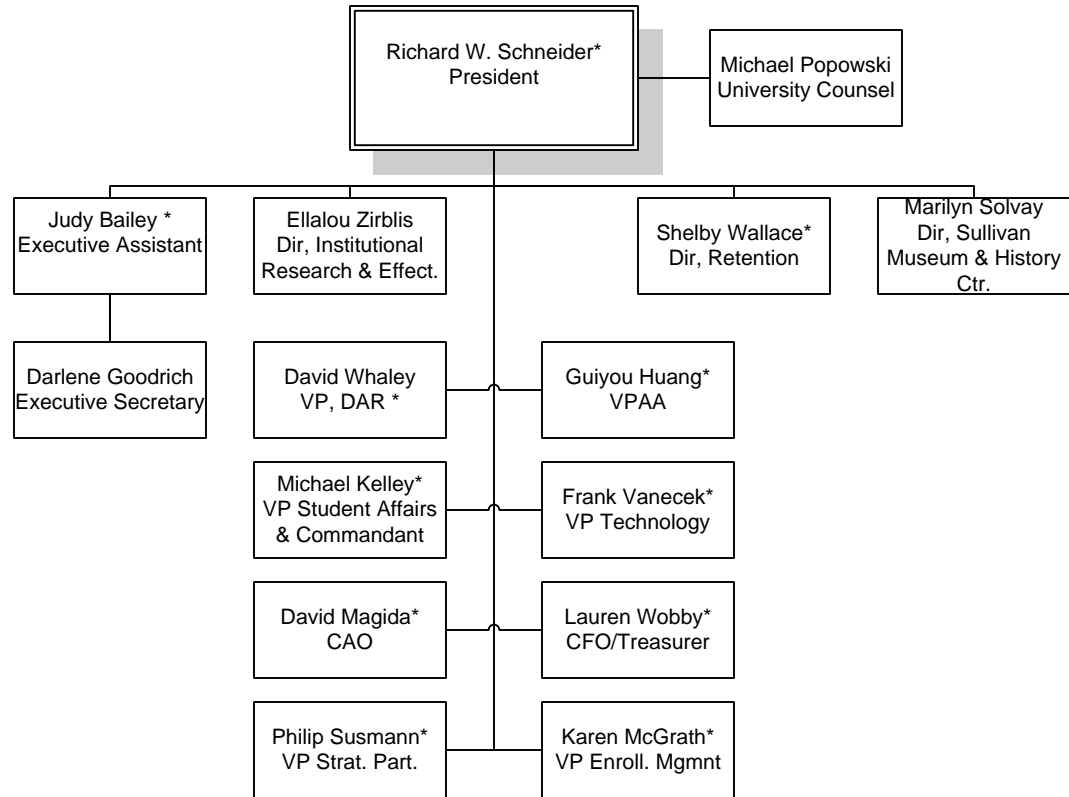 Richard W. Schneider*
President
Michael Popowski
University Counsel
Judy Bailey *
Executive Assistant
Ellalou Zirblis
Dir, Institutional
Research & Effect.
Shelby Wallace*
Dir, Retention
Marilyn Solvay
Dir, Sullivan
Museum & History
Ctr.
Darlene Goodrich
Executive Secretary
David Whaley
VP, DAR *
Guiyou Huang*
VPAA
Michael Kelley*
VP Student Affairs
& Commandant
Frank Vanecek*
VP Technology
David Magida*
CAO
Lauren Wobby*
CFO/Treasurer
Philip Susmann*
VP Strat. Part.
Karen McGrath*
VP Enroll. Mgmnt